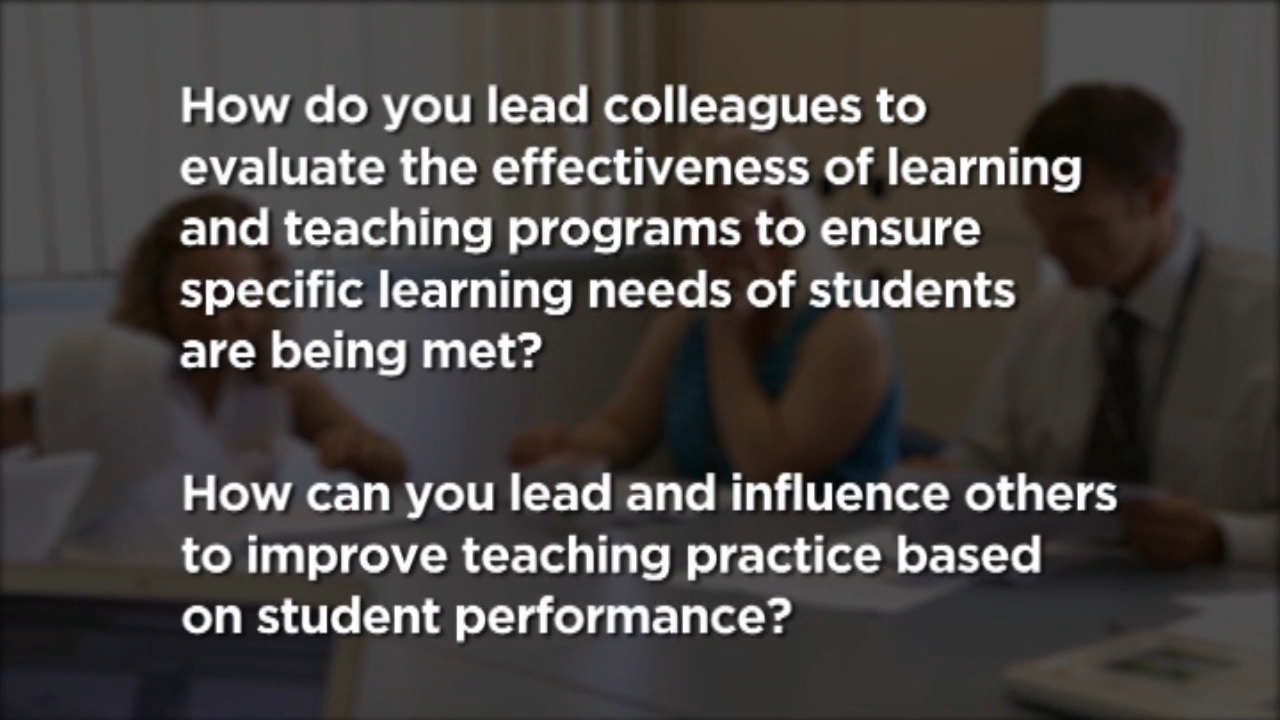 How do you lead colleagues to
evaluate the effectiveness of learning
and teaching programs to ensure
specific learning needs of students
are being met?
How can you lead and influence others
to improve teaching practice based
on student performance?